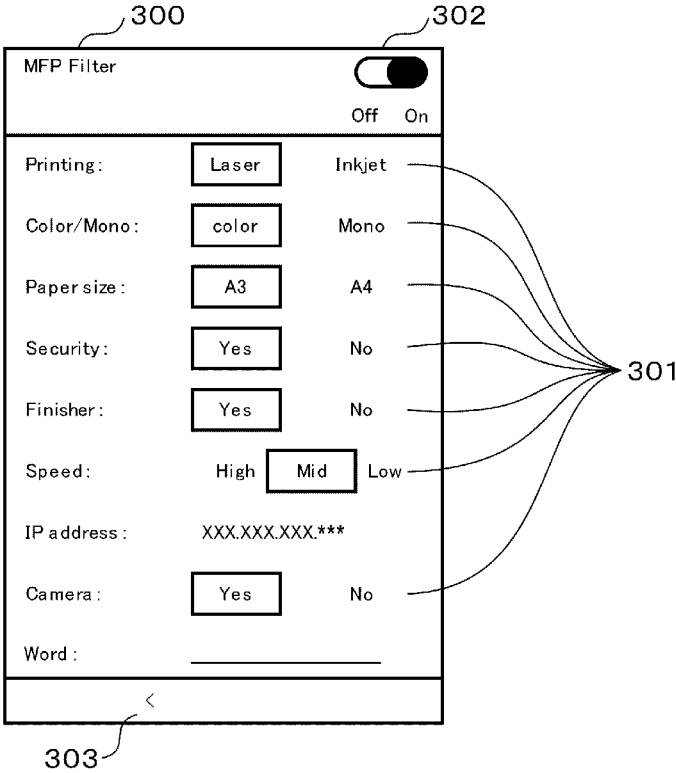 300
302
MFP Filter
Off On
Printing: Laser Inkjet
Color/Mono: color Mono
Paper size: A3 A4
Security: Yes No
301
Finisher: Yes No
Speed: High Mid Low
IP address: XXX.XXX.XXX.***
Camera: Yes No
Word:
<
303